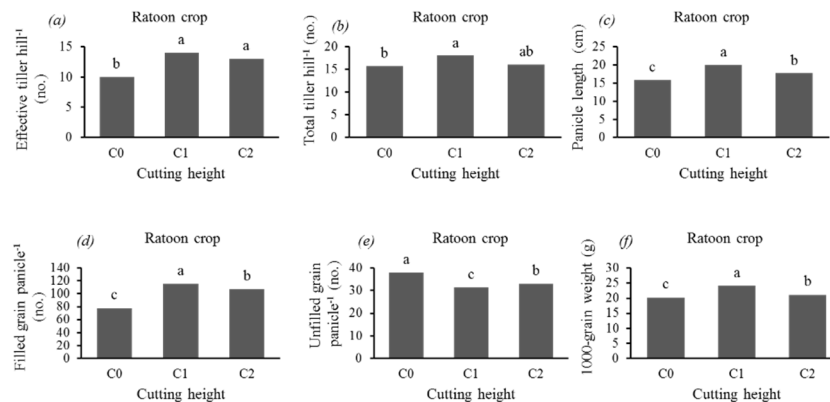 (a)
Ratoon crop
Effective tiller hill⁻¹
(no.)
15
10
5
0
b
a
a
C0
C1
C2
Cutting height
(b)
Ratoon crop
Total tiller hill⁻¹ (no.)
20
15
10
5
0
b
a
ab
C0
C1
C2
Cutting height
(c)
Ratoon crop
Panicle length (cm)
25
20
15
10
5
0
c
a
b
C0
C1
C2
Cutting height
(d)
Ratoon crop
Filled grain panicle⁻¹
(no.)
140
120
100
80
60
40
20
0
c
a
b
C0
C1
C2
Cutting height
(e)
Ratoon crop
Unfilled grain
panicle⁻¹ (no.)
40
30
20
10
0
a
c
b
C0
C1
C2
Cutting height
(f)
Ratoon crop
1000-grain weight (g)
30
25
20
15
10
5
0
c
a
b
C0
C1
C2
Cutting height